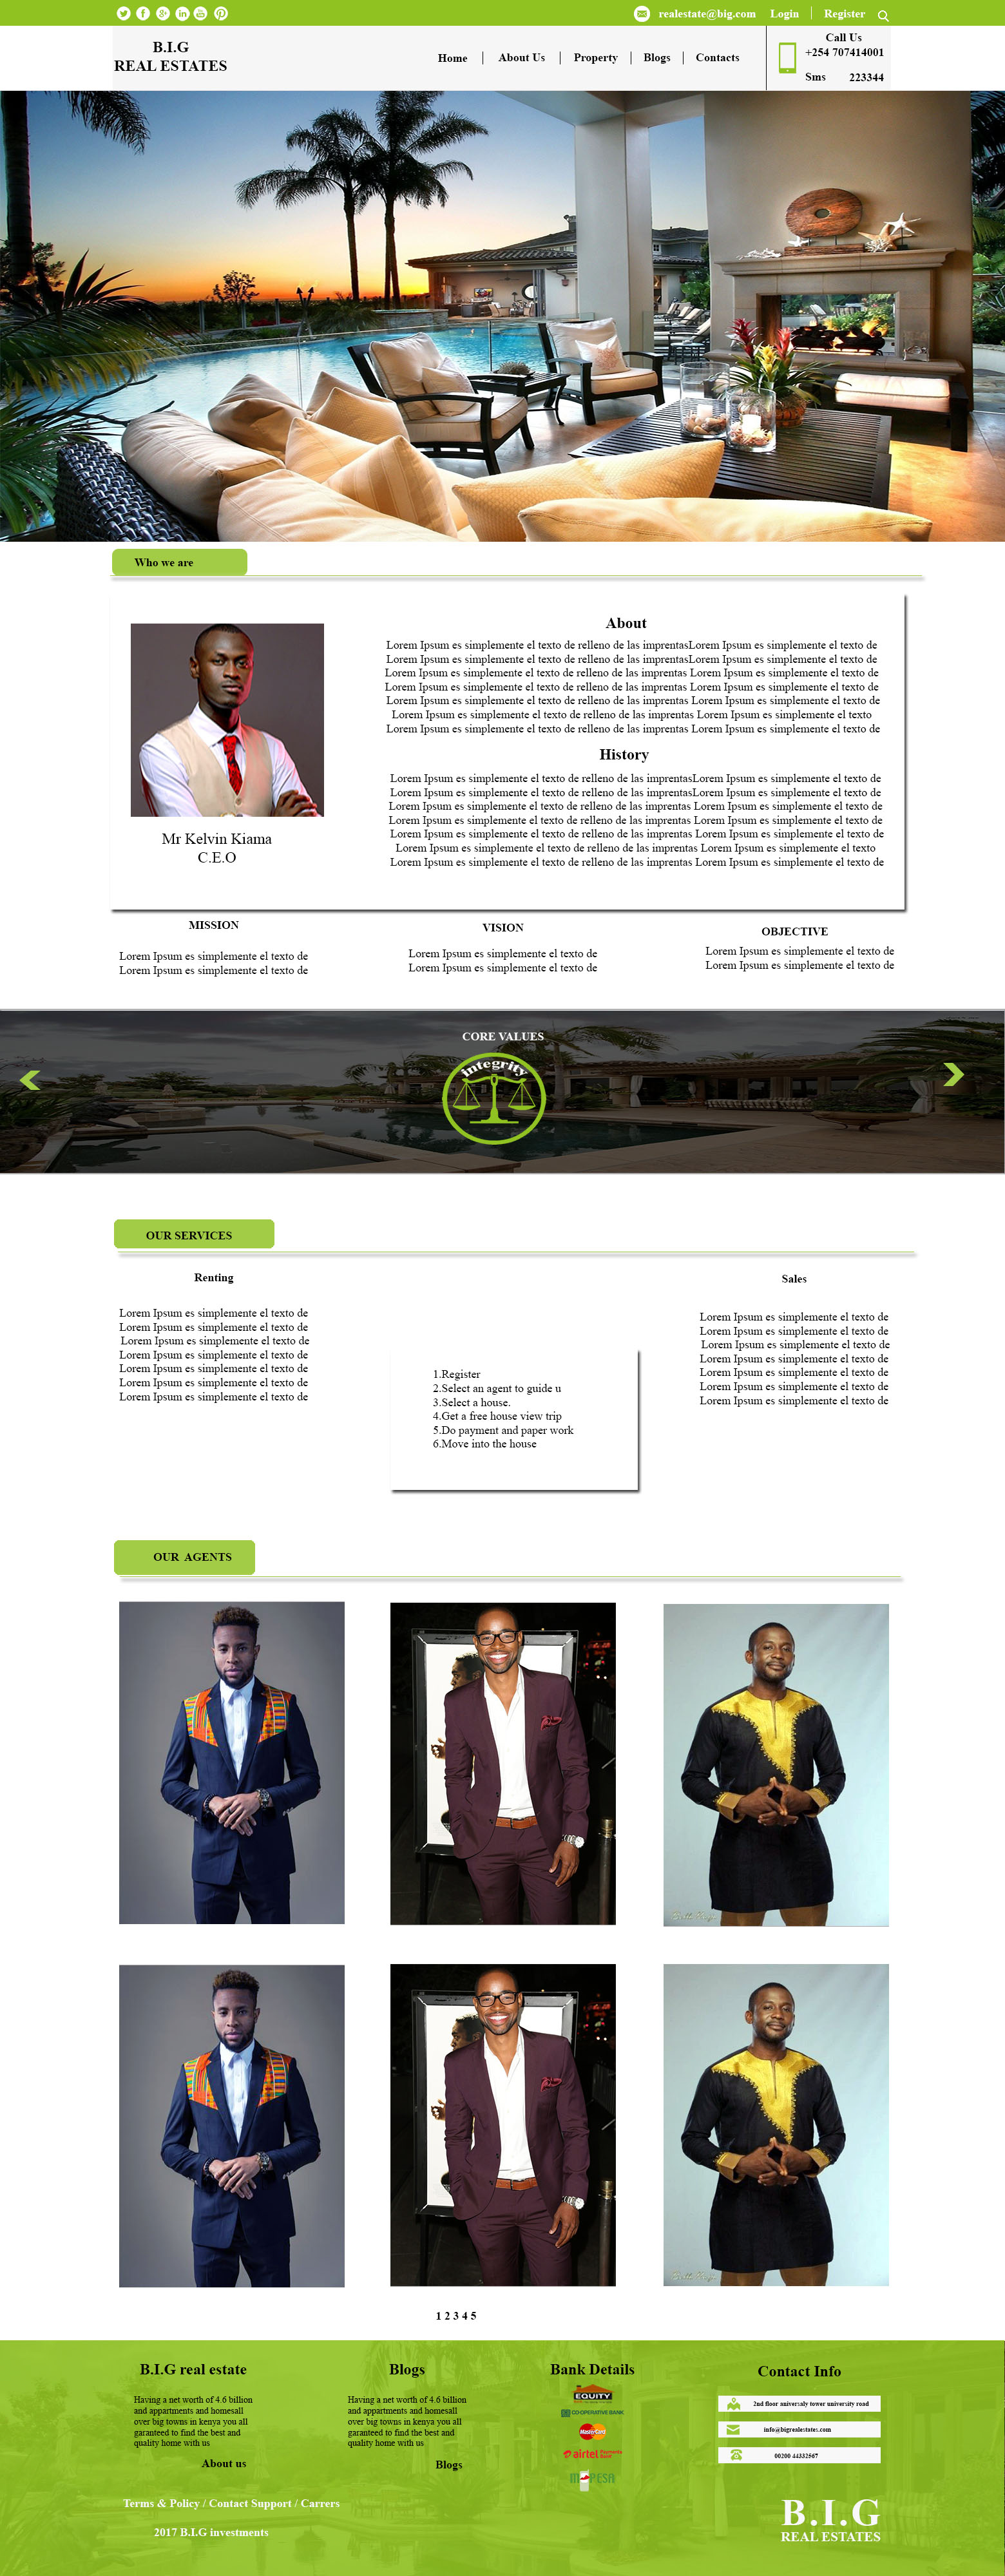 realestate@big.com Login Register
B.I.G
REAL ESTATES
Home About Us Property Blogs Contacts
Call Us
+254 707414001
Sms 223344
Who we are
About
Lorem Ipsum es simplemente el texto de relleno de las imprentasLorem Ipsum es simplemente el texto de
Lorem Ipsum es simplemente el texto de relleno de las imprentasLorem Ipsum es simplemente el texto de
Lorem Ipsum es simplemente el texto de relleno de las imprentas Lorem Ipsum es simplemente el texto de
Lorem Ipsum es simplemente el texto de relleno de las imprentas Lorem Ipsum es simplemente el texto de
Lorem Ipsum es simplemente el texto de relleno de las imprentas Lorem Ipsum es simplemente el texto de
Lorem Ipsum es simplemente el texto de relleno de las imprentas Lorem Ipsum es simplemente el texto
Lorem Ipsum es simplemente el texto de relleno de las imprentas Lorem Ipsum es simplemente el texto de
History
Lorem Ipsum es simplemente el texto de relleno de las imprentasLorem Ipsum es simplemente el texto de
Lorem Ipsum es simplemente el texto de relleno de las imprentasLorem Ipsum es simplemente el texto de
Lorem Ipsum es simplemente el texto de relleno de las imprentas Lorem Ipsum es simplemente el texto de
Lorem Ipsum es simplemente el texto de relleno de las imprentas Lorem Ipsum es simplemente el texto de
Lorem Ipsum es simplemente el texto de relleno de las imprentas Lorem Ipsum es simplemente el texto de
Lorem Ipsum es simplemente el texto de relleno de las imprentas Lorem Ipsum es simplemente el texto
Lorem Ipsum es simplemente el texto de relleno de las imprentas Lorem Ipsum es simplemente el texto de
Mr Kelvin Kiama
C.E.O
MISSION
Lorem Ipsum es simplemente el texto de
Lorem Ipsum es simplemente el texto de
VISION
Lorem Ipsum es simplemente el texto de
Lorem Ipsum es simplemente el texto de
OBJECTIVE
Lorem Ipsum es simplemente el texto de
Lorem Ipsum es simplemente el texto de
CORE VALUES
integrity
OUR SERVICES
Renting
Lorem Ipsum es simplemente el texto de
Lorem Ipsum es simplemente el texto de
Lorem Ipsum es simplemente el texto de
Lorem Ipsum es simplemente el texto de
Lorem Ipsum es simplemente el texto de
Lorem Ipsum es simplemente el texto de
Lorem Ipsum es simplemente el texto de
1.Register
2.Select an agent to guide u
3.Select a house.
4.Get a free house view trip
5.Do payment and paper work
6.Move into the house
Sales
Lorem Ipsum es simplemente el texto de
Lorem Ipsum es simplemente el texto de
Lorem Ipsum es simplemente el texto de
Lorem Ipsum es simplemente el texto de
Lorem Ipsum es simplemente el texto de
Lorem Ipsum es simplemente el texto de
Lorem Ipsum es simplemente el texto de
OUR AGENTS
1 2 3 4 5
B.I.G real estate
Having a net worth of 4.6 billion
and appartments and homesall
over big towns in kenya you all
garanteed to find the best and
quality home with us
About us
Blogs
Having a net worth of 4.6 billion
and appartments and homesall
over big towns in kenya you all
garanteed to find the best and
quality home with us
Blogs
Bank Details
EQUITY
CO-OPERATIVE BANK
MasterCard
airtel
M-PESA
Contact Info
2nd floor aniversaly tower university road
info@bigrealestates.com
00200 44332567
Terms & Policy / Contact Support / Carrers
2017 B.I.G investments
B.I.G
REAL ESTATES